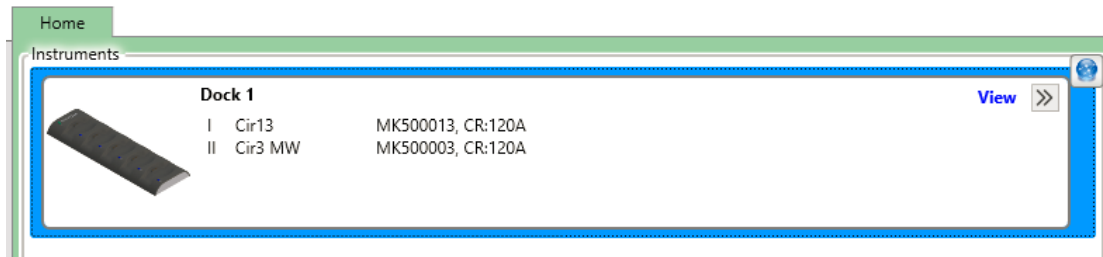 Home
Instruments
Dock 1
View
I Cir13 MK500013, CR:120A
II Cir3 MW MK500003, CR:120A